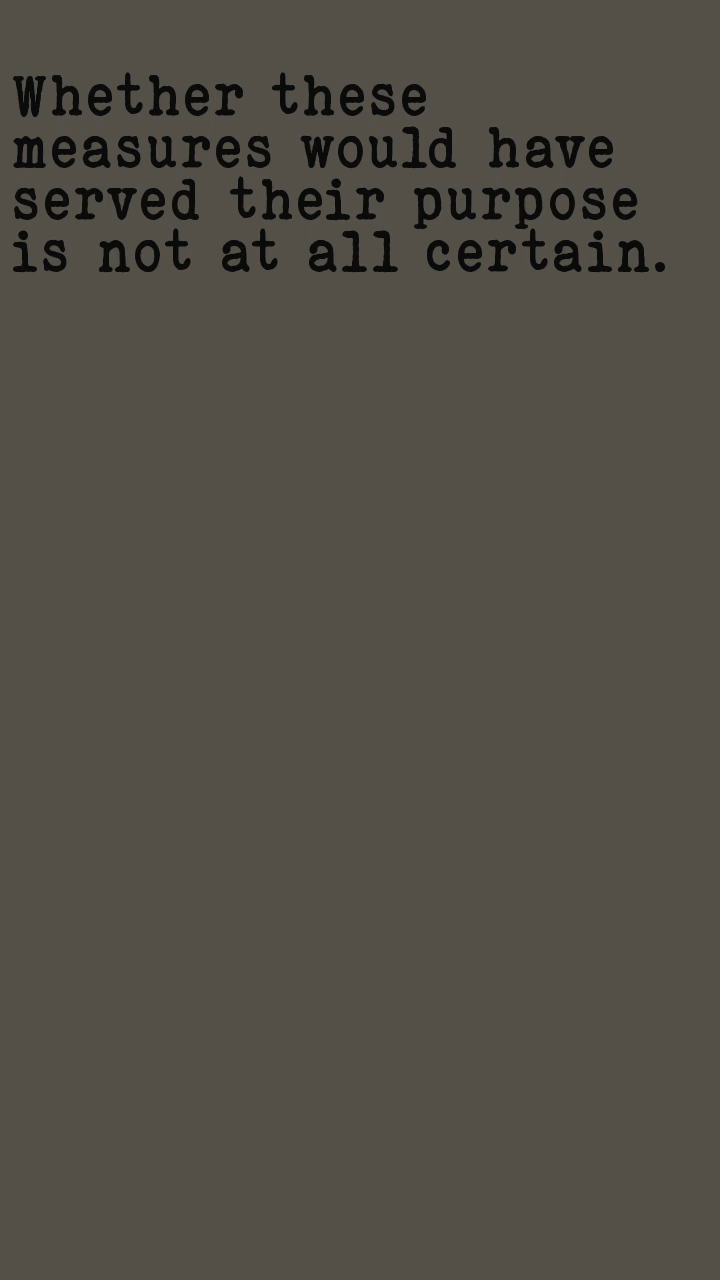 Whether these
measures would have
served their purpose
is not at all certain.